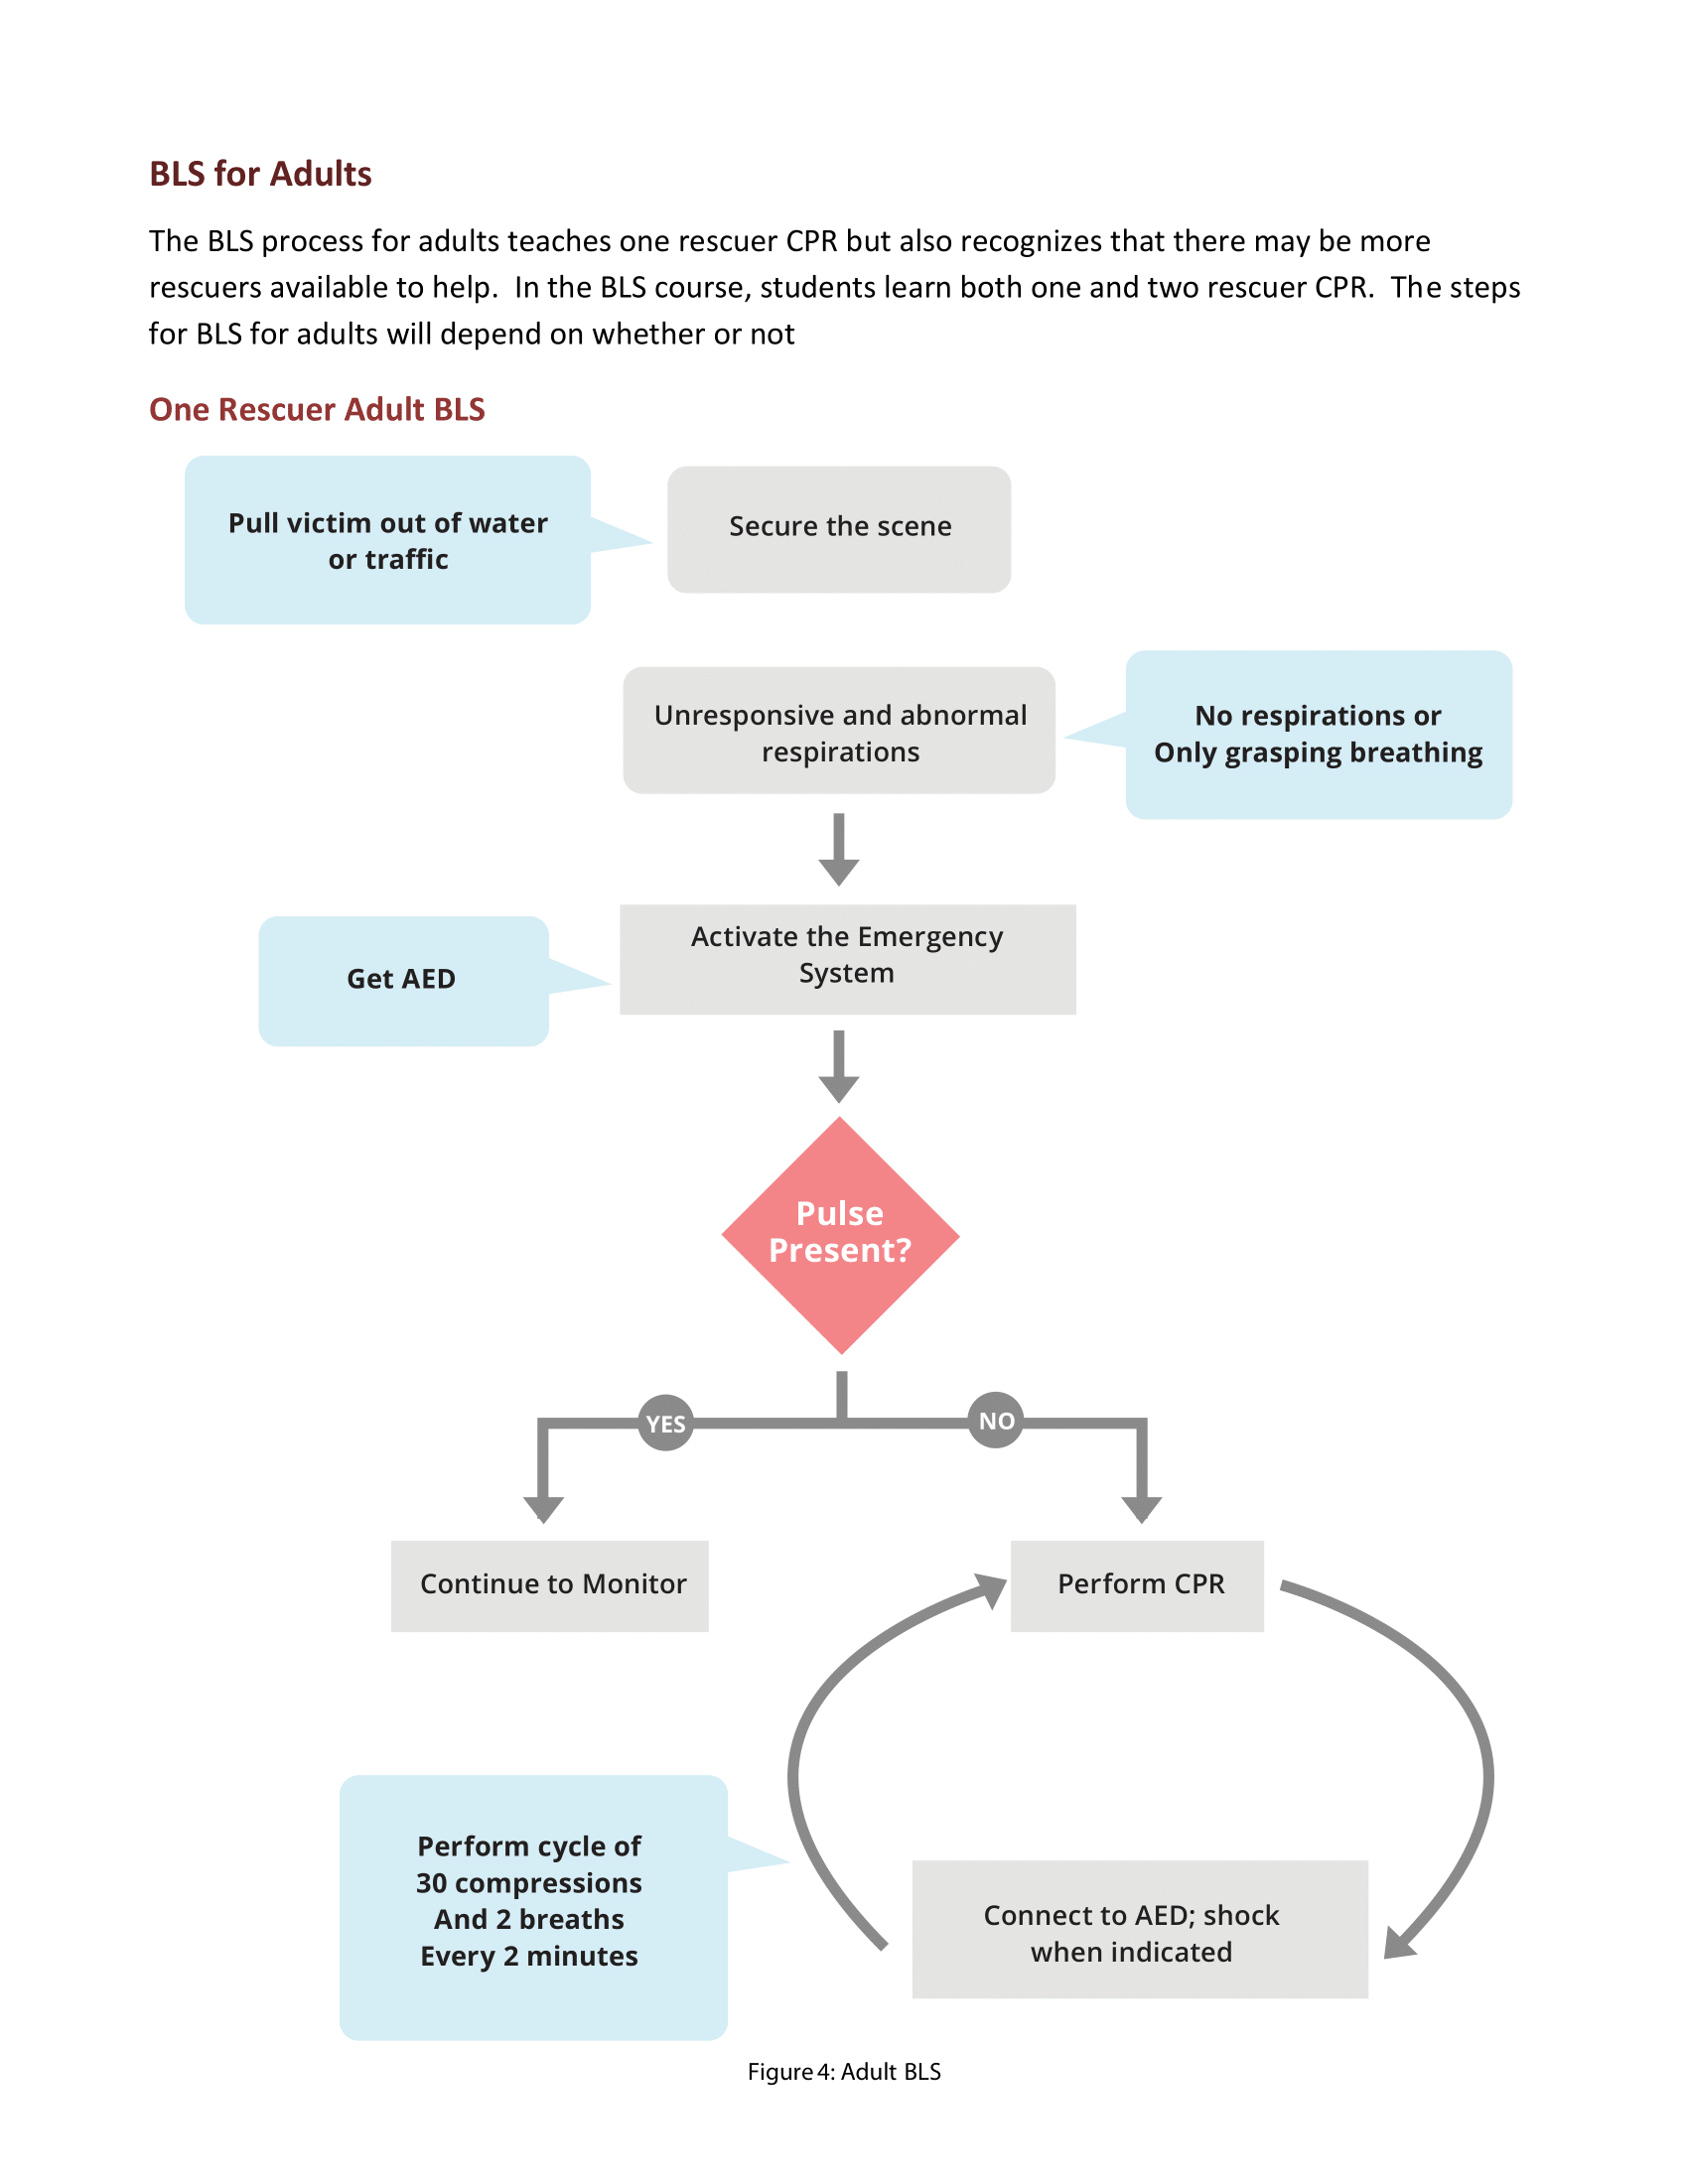 BLS for Adults
The BLS process for adults teaches one rescuer CPR but also recognizes that there may be more
rescuers available to help.  In the BLS course, students learn both one and two rescuer CPR.  The steps
for BLS for adults will depend on whether or not
One Rescuer Adult BLS
Pull victim out of water
or traffic
Secure the scene
Unresponsive and abnormal
respirations
No respirations or
Only grasping breathing
Activate the Emergency
System
Get AED
Pulse
Present?
YES
NO
Continue to Monitor
Perform CPR
Perform cycle of
30 compressions
And 2 breaths
Every 2 minutes
Connect to AED; shock
when indicated
Figure 4: Adult BLS